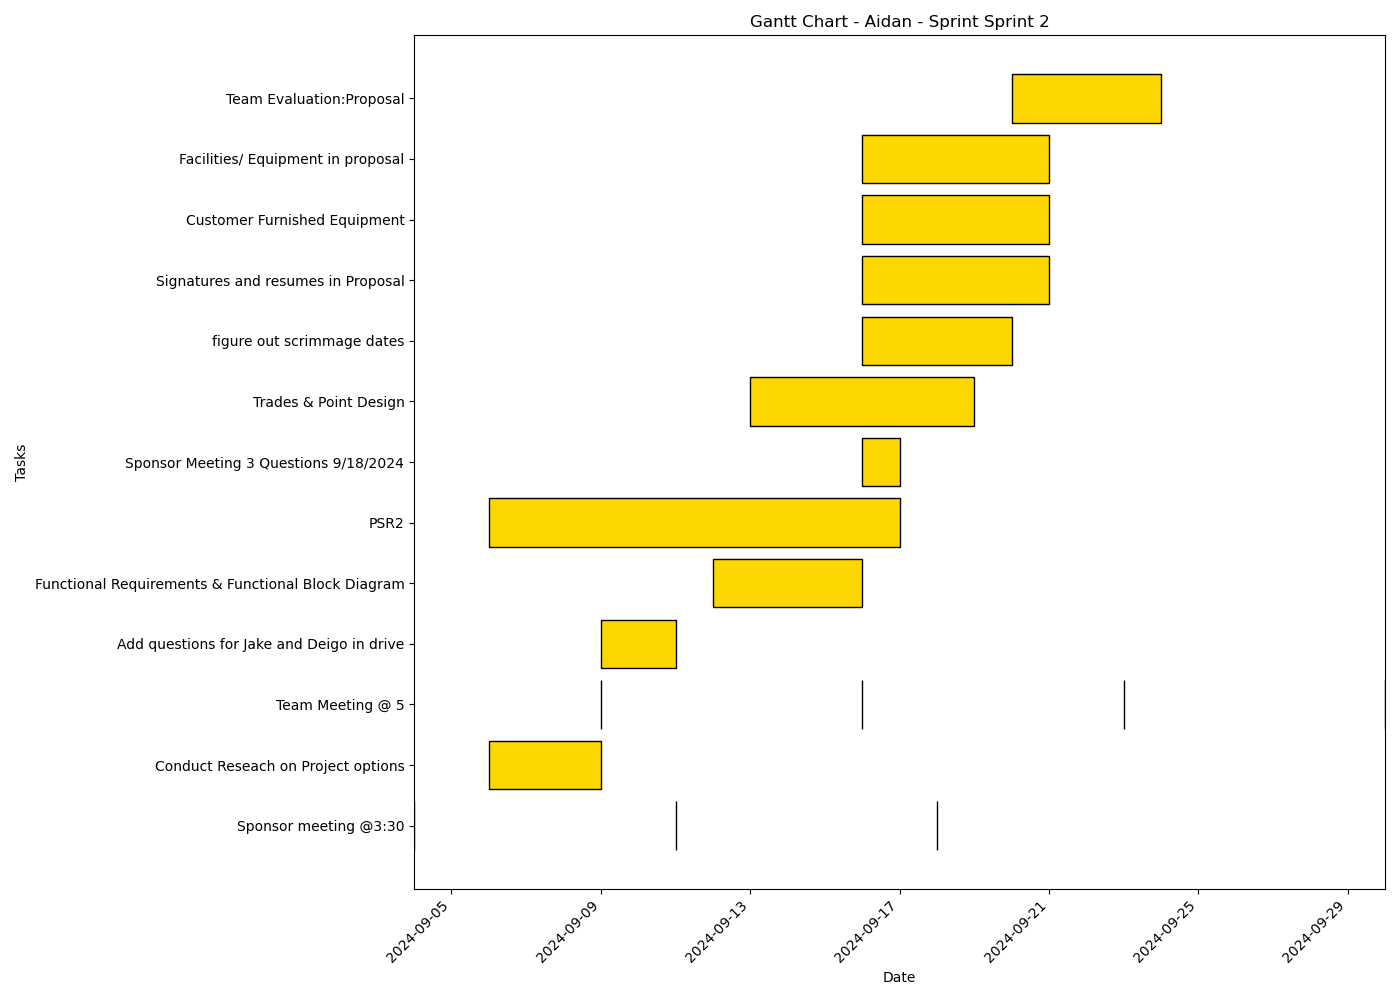 Gantt Chart - Aidan - Sprint Sprint 2
Team Evaluation:Proposal
Facilities/ Equipment in proposal
Customer Furnished Equipment
Signatures and resumes in Proposal
figure out scrimmage dates
Trades & Point Design
Sponsor Meeting 3 Questions 9/18/2024
PSR2
Functional Requirements & Functional Block Diagram
Add questions for Jake and Deigo in drive
Team Meeting @ 5
Conduct Reseach on Project options
Sponsor meeting @3:30
Tasks
2024-09-05
2024-09-09
2024-09-13
2024-09-17
2024-09-21
2024-09-25
2024-09-29
Date